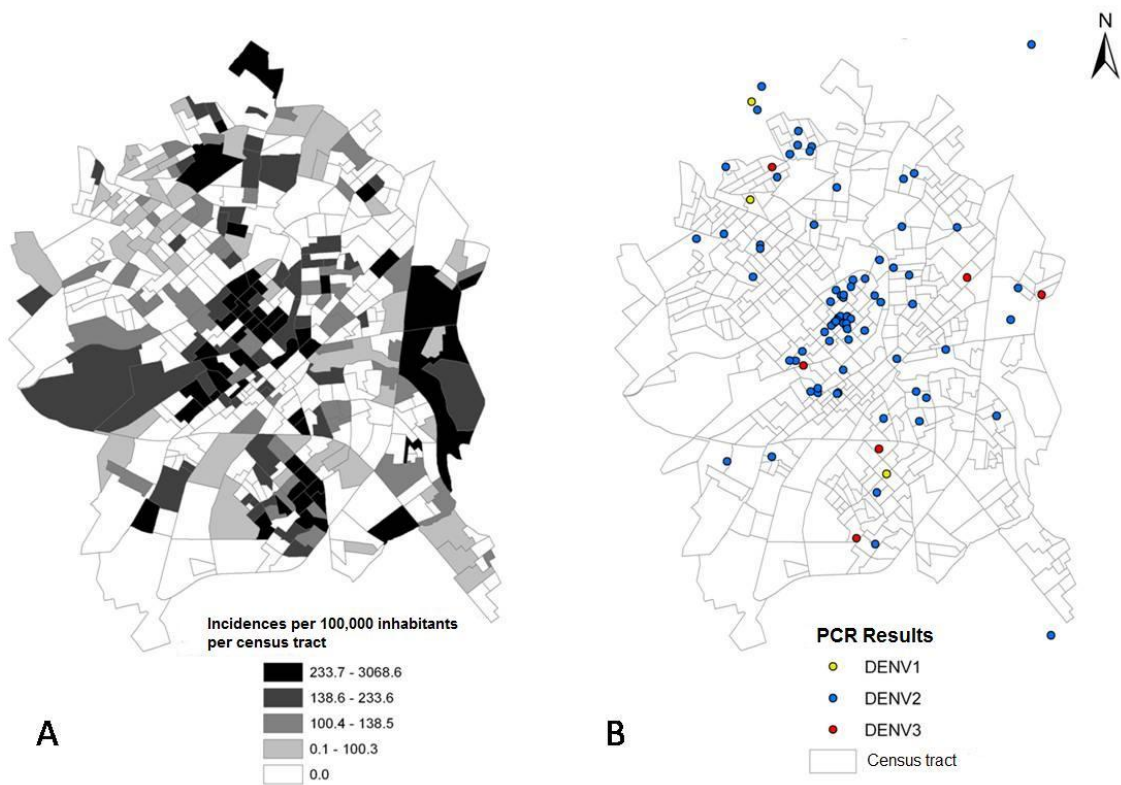 N
Incidences per 100,000 inhabitants
per census tract
233.7 - 3068.6
138.6 - 233.6
100.4 - 138.5
0.1 - 100.3
0.0
A
PCR Results
DENV1
DENV2
DENV3
Census tract
B